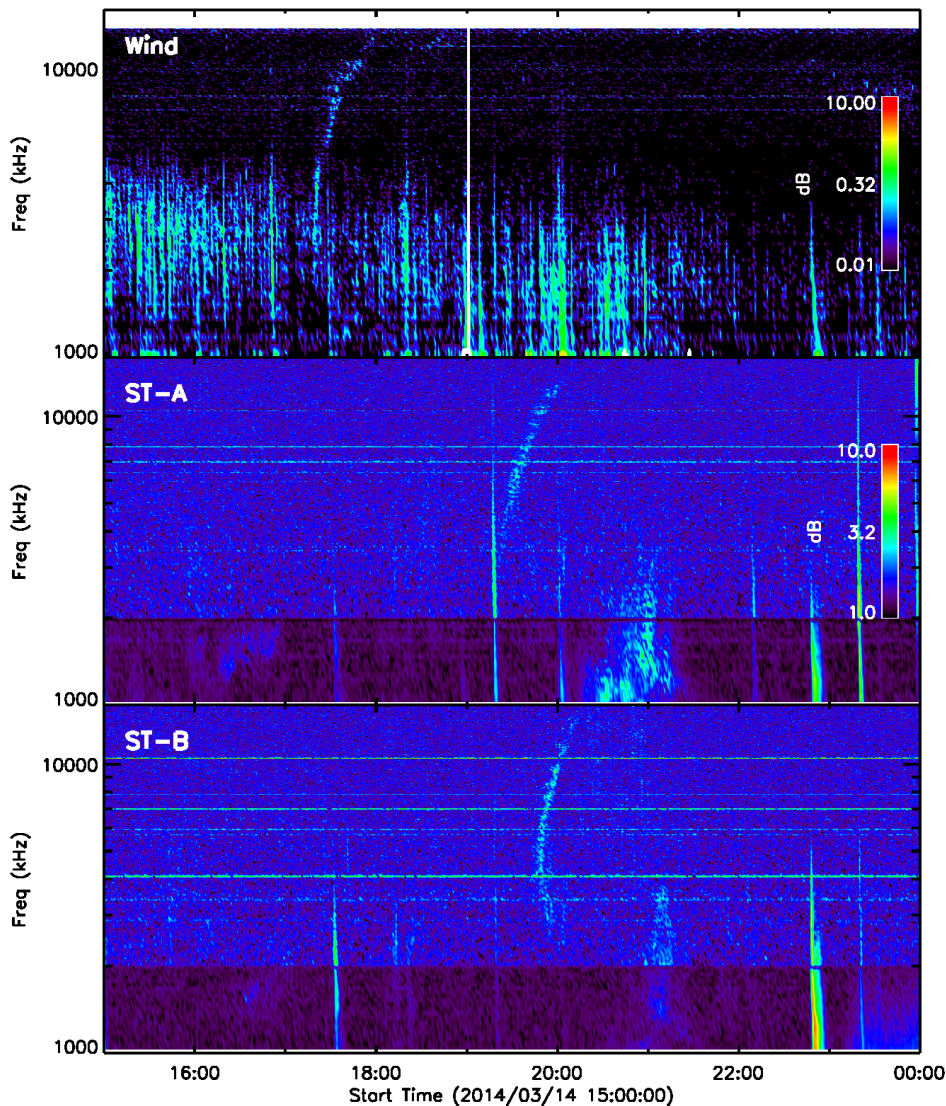 Wind
10000
10.00
0.32
0.01
dB
Freq (kHz)
1000
ST-A
10000
10.0
3.2
1.0
dB
Freq (kHz)
1000
ST-B
10000
Freq (kHz)
1000
16:00 18:00 20:00 22:00 00:00
Start Time (2014/03/14 15:00:00)